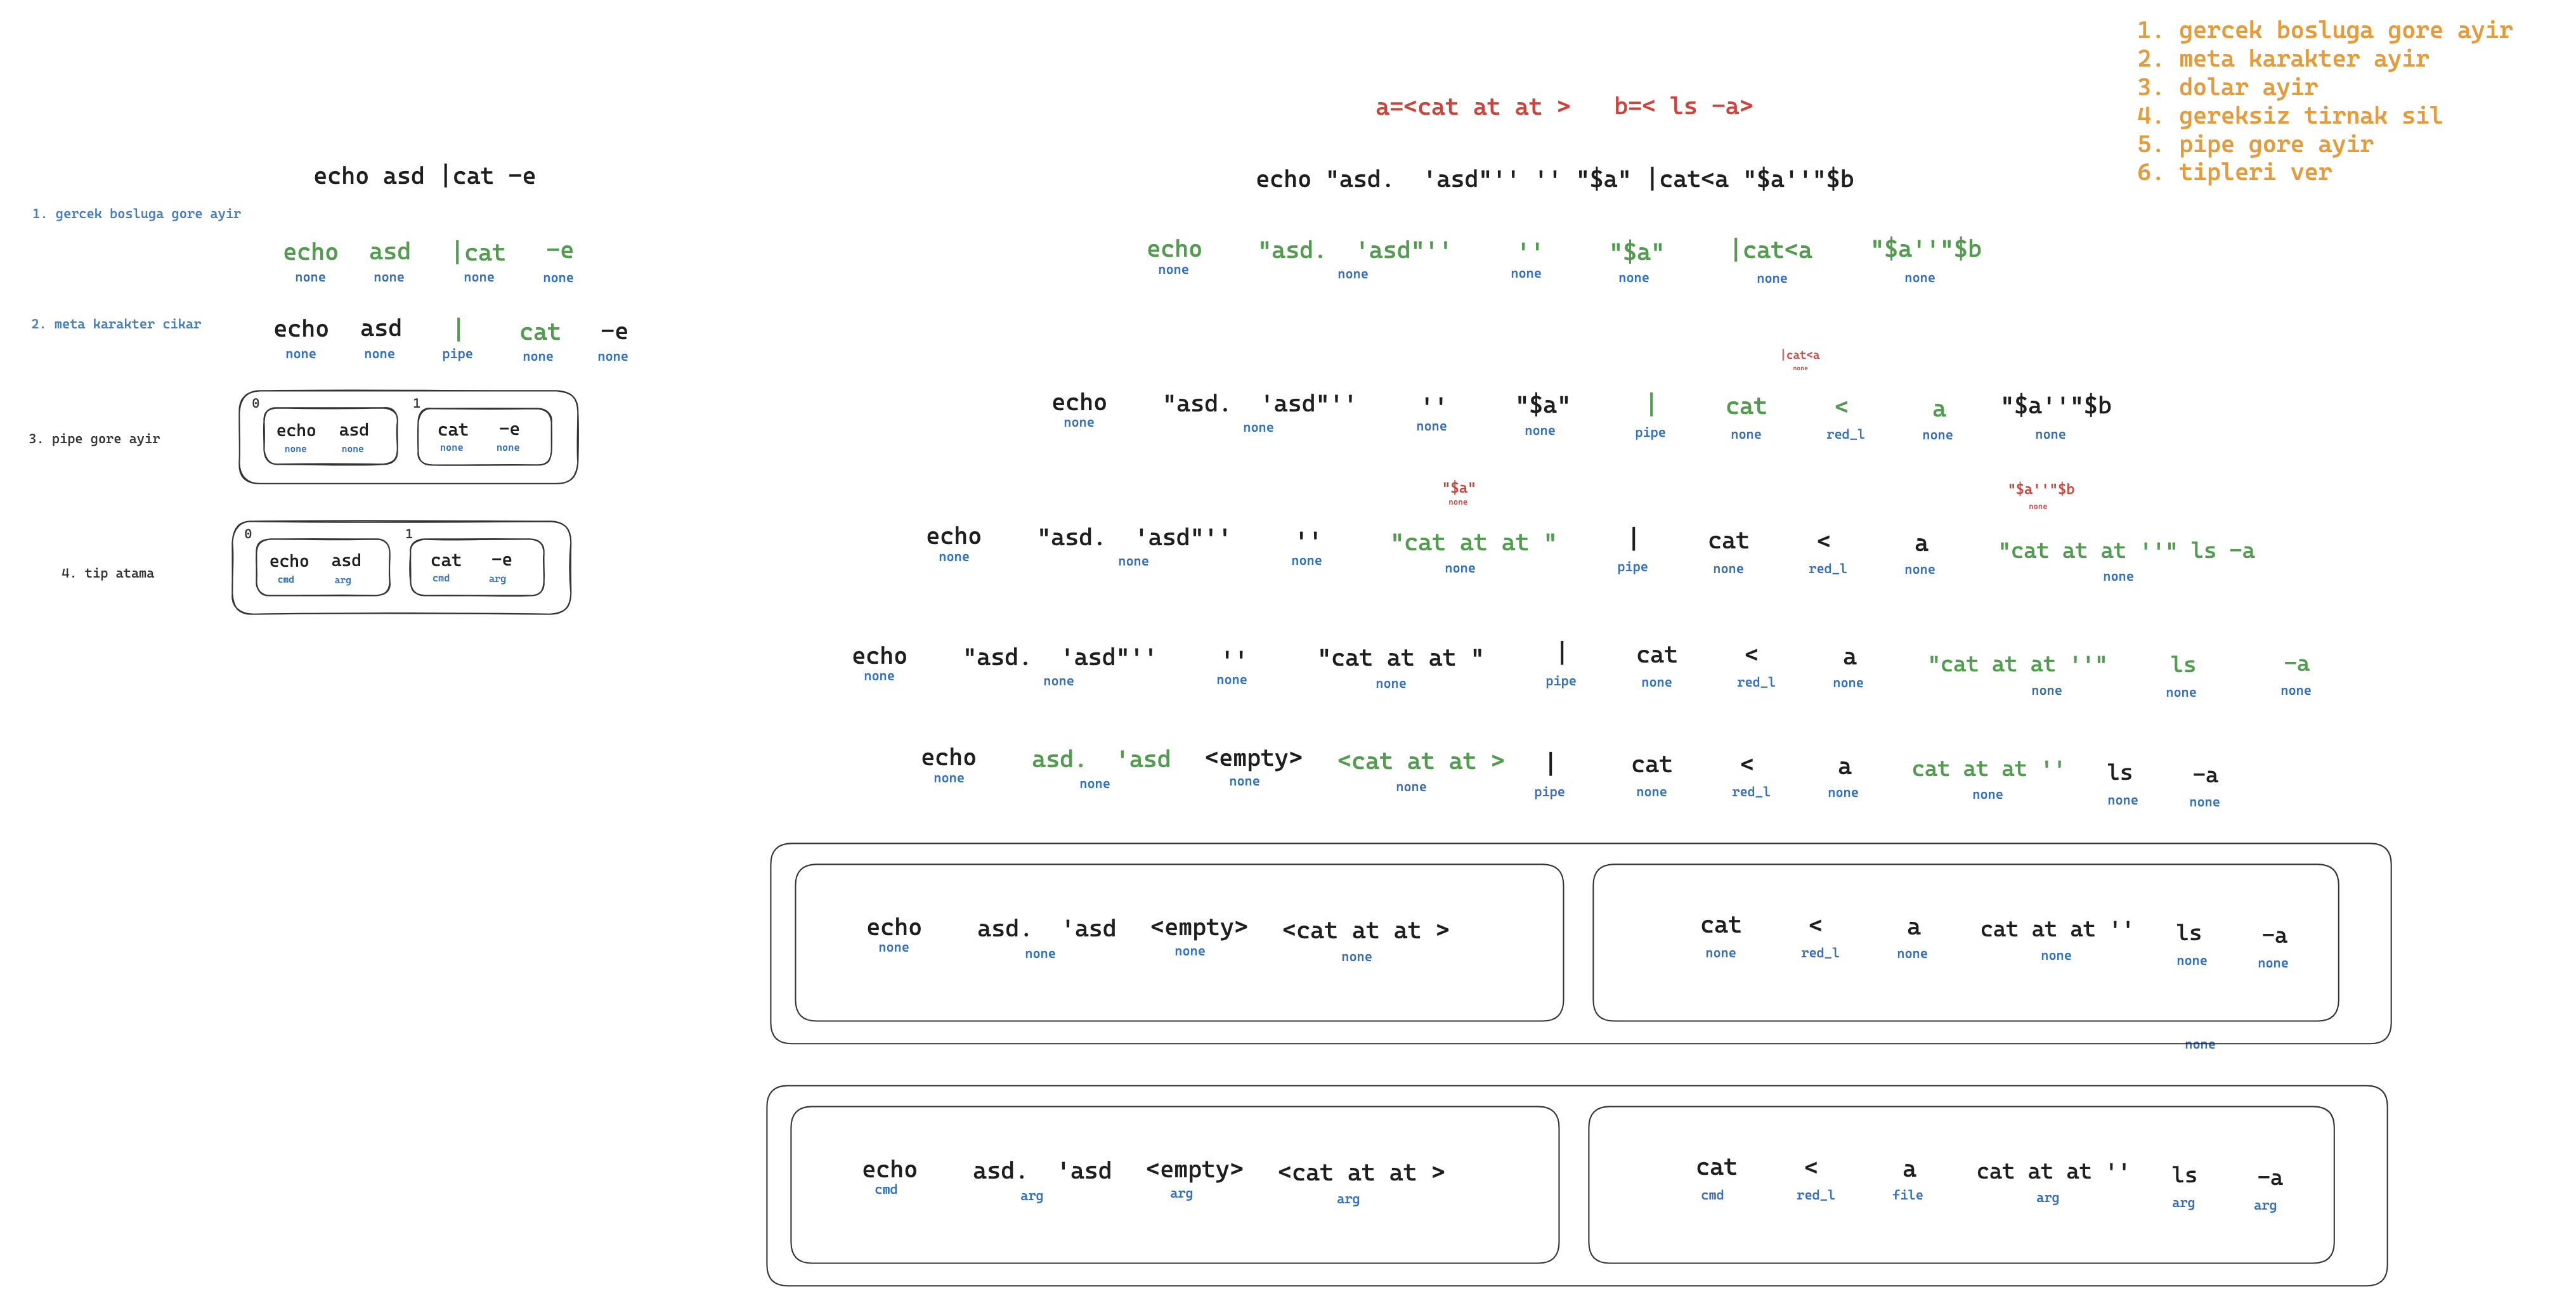 1. gercek bosluga gore ayir
2. meta karakter ayir
3. dolar ayir
4. gereksiz tirnak sil
5. pipe gore ayir
6. tipleri ver
echo asd |cat -e
1. gercek bosluga gore ayir
echo asd |cat -e
none none none none
2. meta karakter cikar
echo asd | cat -e
none none pipe none none
3. pipe gore ayir
0 1
echo asd cat -e
none none none none
4. tip atama
0 1
echo asd cat -e
cmd arg cmd arg
a=<cat at at > b=< ls -a>
echo "asd.  'asd"'' '' "$a" |cat<a "$a''"$b
echo "asd.  'asd"'' '' "$a" |cat<a "$a''"$b
none none none none none none
|cat<a
none
echo "asd.  'asd"'' '' "$a" | cat < a "$a''"$b
none none none none pipe none red_l none none
"$a" "$a''"$b
none none
echo "asd.  'asd"'' '' "cat at at " | cat < a "cat at at ''" ls -a
none none none none pipe none red_l none none
echo "asd.  'asd"'' '' "cat at at " | cat < a "cat at at ''" ls -a
none none none none pipe none red_l none none none none
echo asd.  'asd <empty> <cat at at > | cat < a cat at at '' ls -a
none none none none pipe none red_l none none none none
echo asd.  'asd <empty> <cat at at > cat < a cat at at '' ls -a
none none none none none red_l none none none none
none
echo asd.  'asd <empty> <cat at at > cat < a cat at at '' ls -a
cmd arg arg arg cmd red_l file arg arg arg